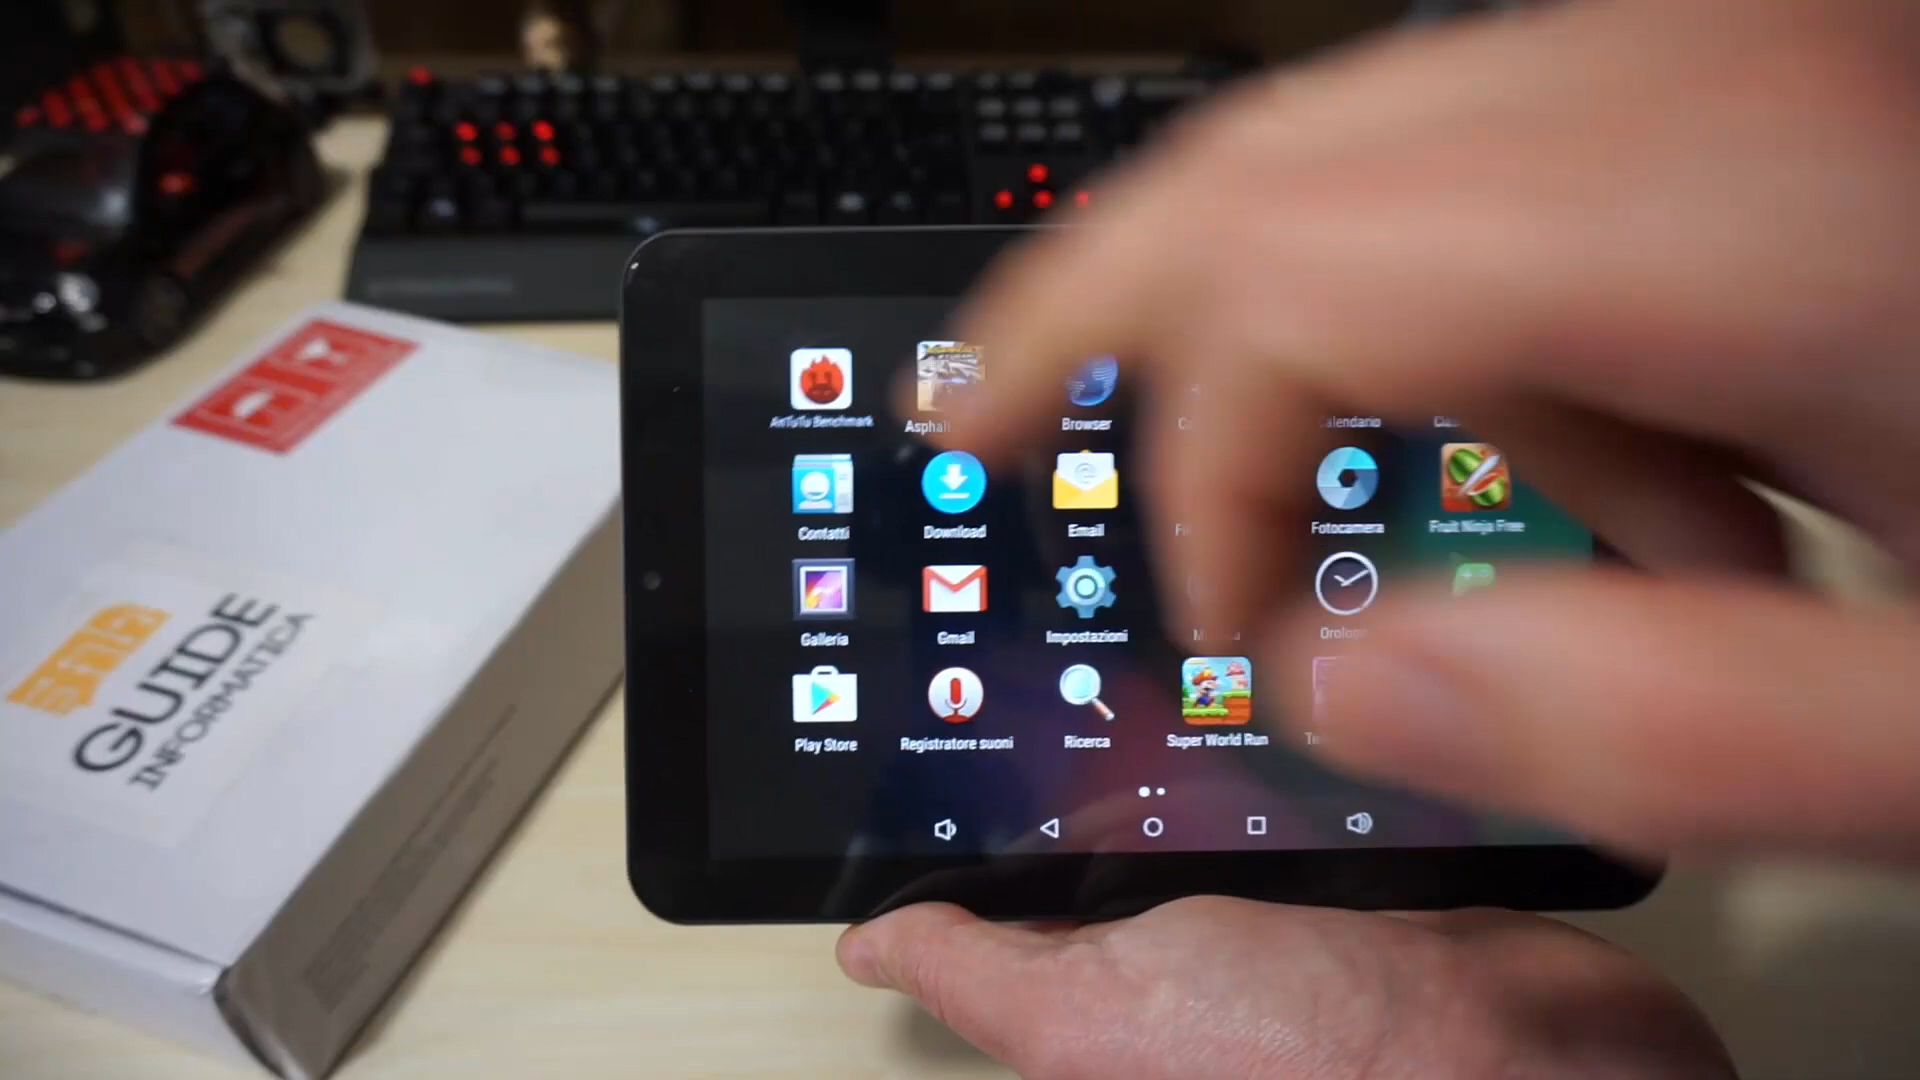 AnTuTu Benchmark
Browser
Contatti
Download
Email
Fotocamera
Fruit Ninja Free
Galleria
Gmail
Impostazioni
Play Store
Registratore suoni
Ricerca
Super World Run
GUIDE
INFORMATICA